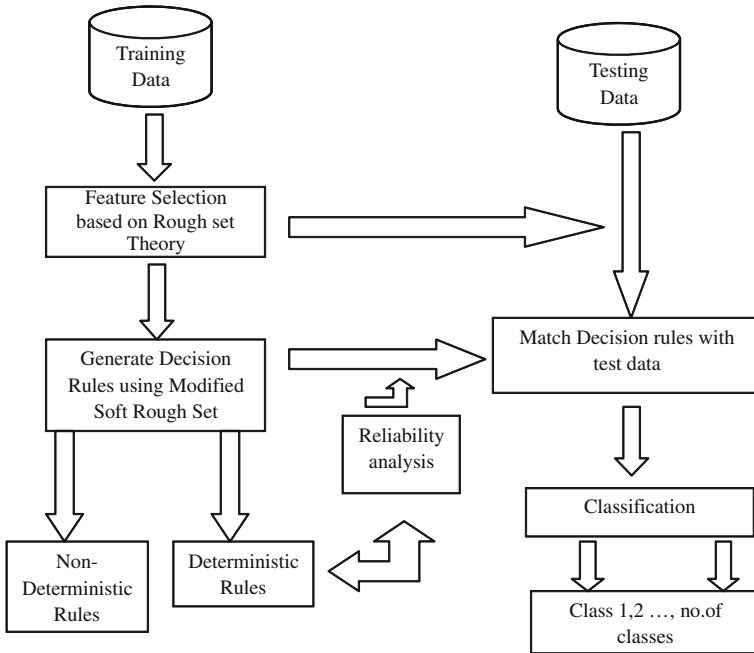 Training
Data
Testing
Data
Feature Selection
based on Rough set
Theory
Generate Decision
Rules using Modified
Soft Rough Set
Match Decision rules with
test data
Reliability
analysis
Classification
Non-
Deterministic
Rules
Deterministic
Rules
Class 1,2 …, no.of
classes